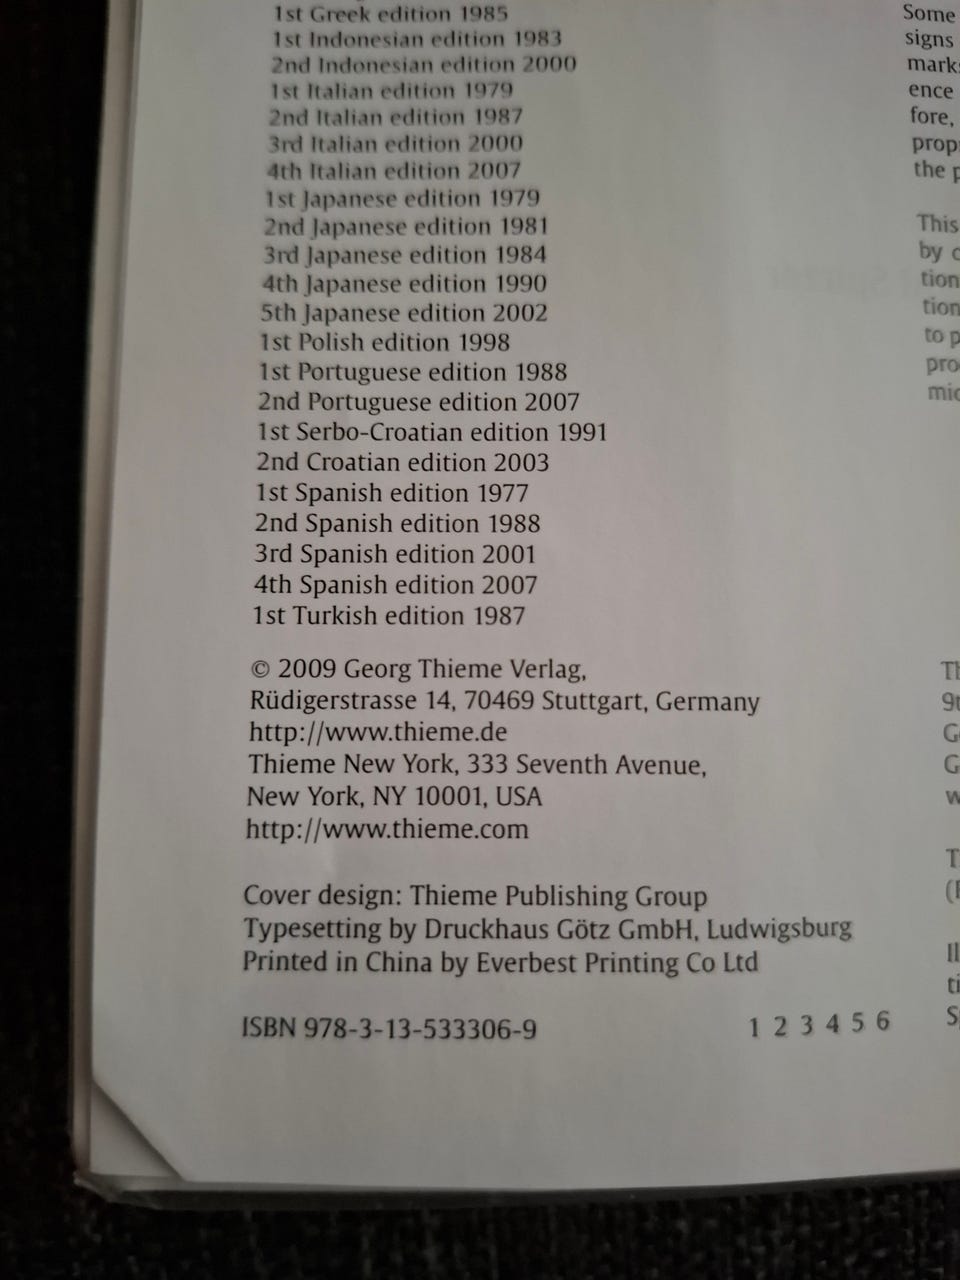 1st Greek edition 1985
1st Indonesian edition 1983
2nd Indonesian edition 2000
1st Italian edition 1979
2nd Italian edition 1987
3rd Italian edition 2000
4th Italian edition 2007
1st Japanese edition 1979
2nd Japanese edition 1981
3rd Japanese edition 1984
4th Japanese edition 1990
5th Japanese edition 2002
1st Polish edition 1998
1st Portuguese edition 1988
2nd Portuguese edition 2007
1st Serbo-Croatian edition 1991
2nd Croatian edition 2003
1st Spanish edition 1977
2nd Spanish edition 1988
3rd Spanish edition 2001
4th Spanish edition 2007
1st Turkish edition 1987
© 2009 Georg Thieme Verlag,
Rüdigerstrasse 14, 70469 Stuttgart, Germany
http://www.thieme.de
Thieme New York, 333 Seventh Avenue,
New York, NY 10001, USA
http://www.thieme.com
Cover design: Thieme Publishing Group
Typesetting by Druckhaus Götz GmbH, Ludwigsburg
Printed in China by Everbest Printing Co Ltd
ISBN 978-3-13-533306-9 1 2 3 4 5 6
Some
signs
mark
ence
fore,
prop
the p
This
by c
tion
tion
to p
pro
mic